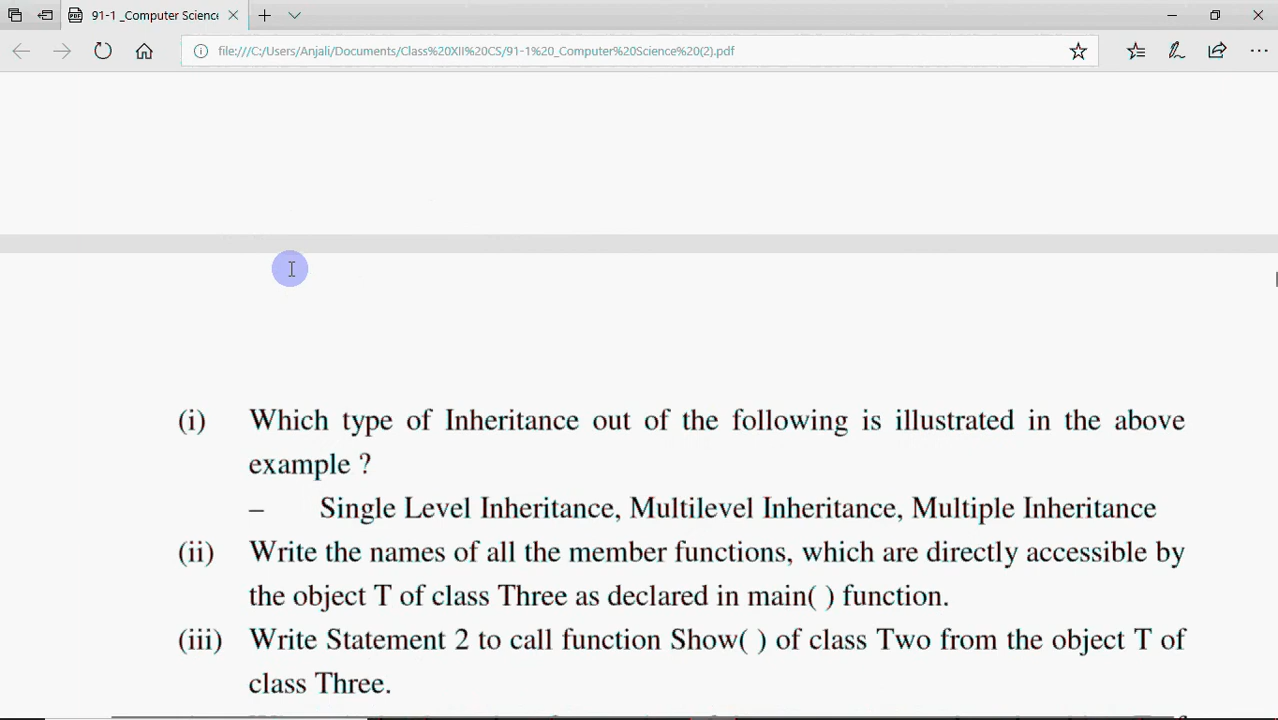 91-1 _Computer Science
file:///C:/Users/Anjali/Documents/Class%20XII%20CS/91-1%20_Computer%20Science%20(2).pdf
(i) Which type of Inheritance out of the following is illustrated in the above
example ?
– Single Level Inheritance, Multilevel Inheritance, Multiple Inheritance
(ii) Write the names of all the member functions, which are directly accessible by
the object T of class Three as declared in main( ) function.
(iii) Write Statement 2 to call function Show( ) of class Two from the object T of
class Three.